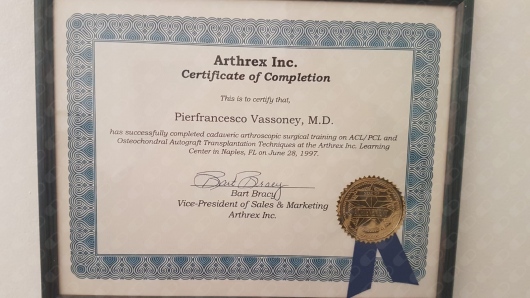 Arthrex Inc.
Certificate of Completion
This is to certify that,
Pierfrancesco Vassoney, M.D.
has successfully completed cadaveric arthroscopic surgical training on ACL/PCL and
Osteochondral Autograft Transplantation Techniques at the Arthrex Inc. Learning
Center in Naples, FL on June 28, 1997.
Bart Bracy
Bart Bracy
Vice-President of Sales & Marketing
Arthrex Inc.